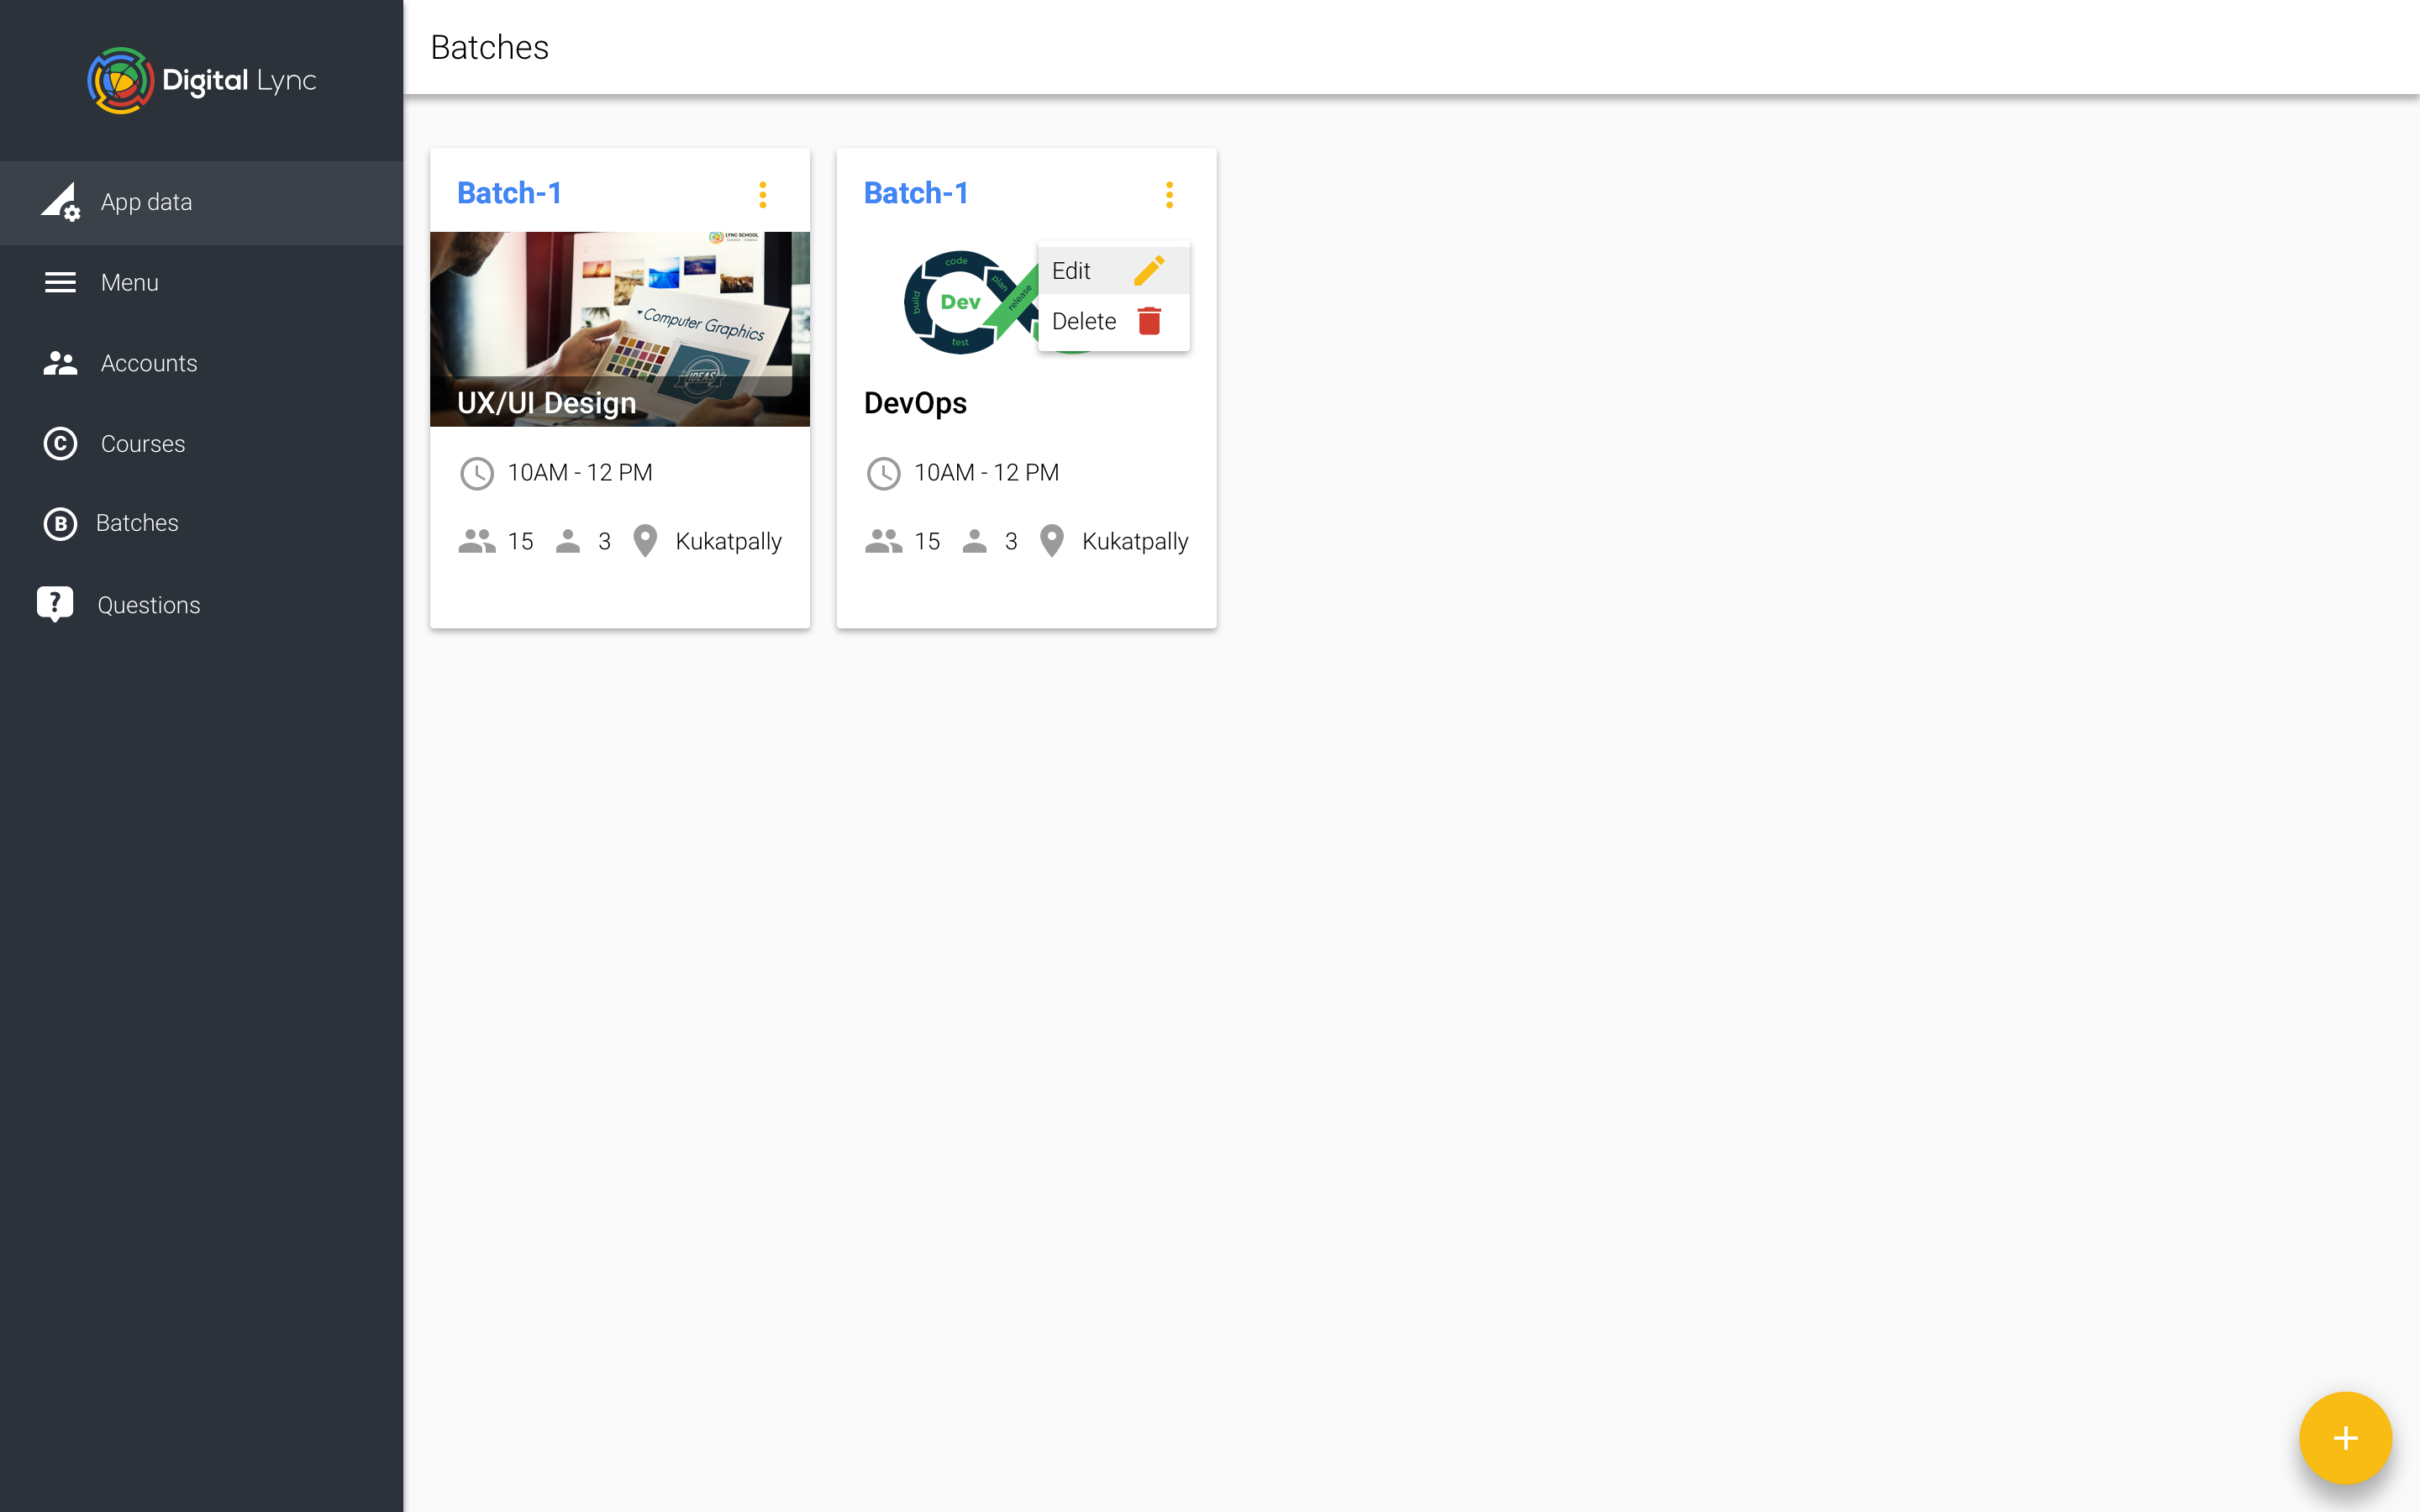 Digital Lync
Batches
App data
Menu
Accounts
Courses
Batches
Questions
Batch-1
LYNC SCHOOL
Computer Graphics
IDEAS
UX/UI Design
10AM - 12 PM
15 3 Kukatpally
Batch-1
code
plan
build
Dev
release
test
Edit
Delete
DevOps
10AM - 12 PM
15 3 Kukatpally